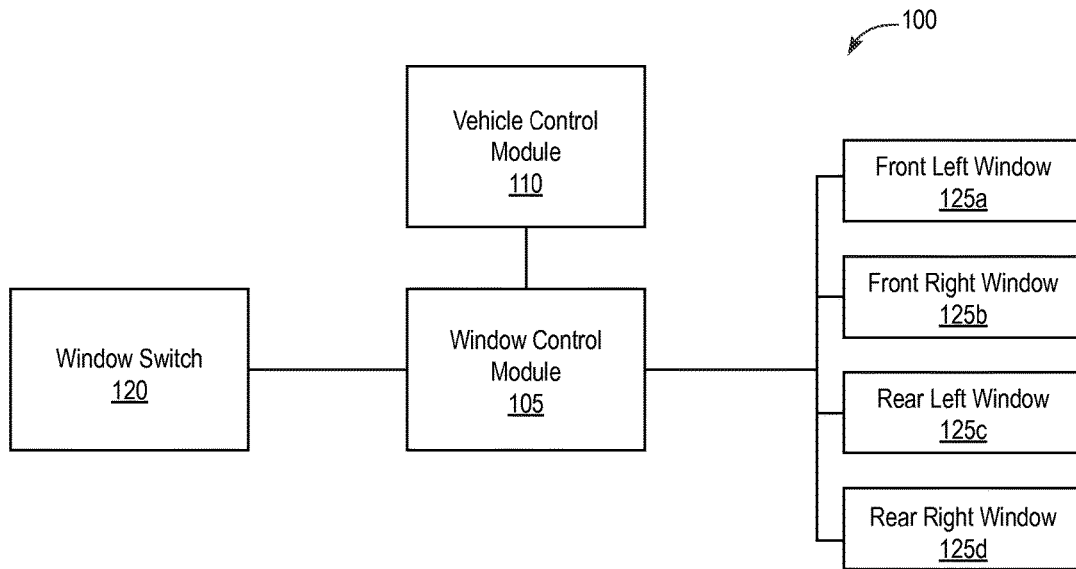 100
Vehicle Control
Module
110
Front Left Window
125a
Front Right Window
125b
Window Switch
120
Window Control
Module
105
Rear Left Window
125c
Rear Right Window
125d